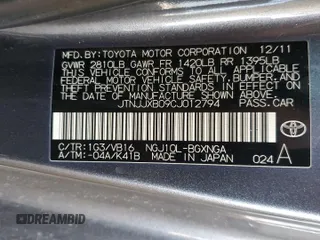 MFD. BY: TOYOTA MOTOR CORPORATION 12/11
GVWR 2810LB GAWR FR 1420LB RR 1395LB
THIS VEHICLE CONFORMS TO ALL APPLICABLE
FEDERAL MOTOR VEHICLE SAFETY,
BUMPER, AND THEFT PREVENTION
STANDARDS IN EFFECT ON THE DATE OF
MANUFACTURE SHOWN ABOVE.
JTNJJXB09CJ012794
PASS. CAR
MADE IN JAPAN
C/TR:1G3/VB16 NGJ10L-BGXNGA
A/TM:-04A/K41B
024 A
TOYOTA
DREAMBID